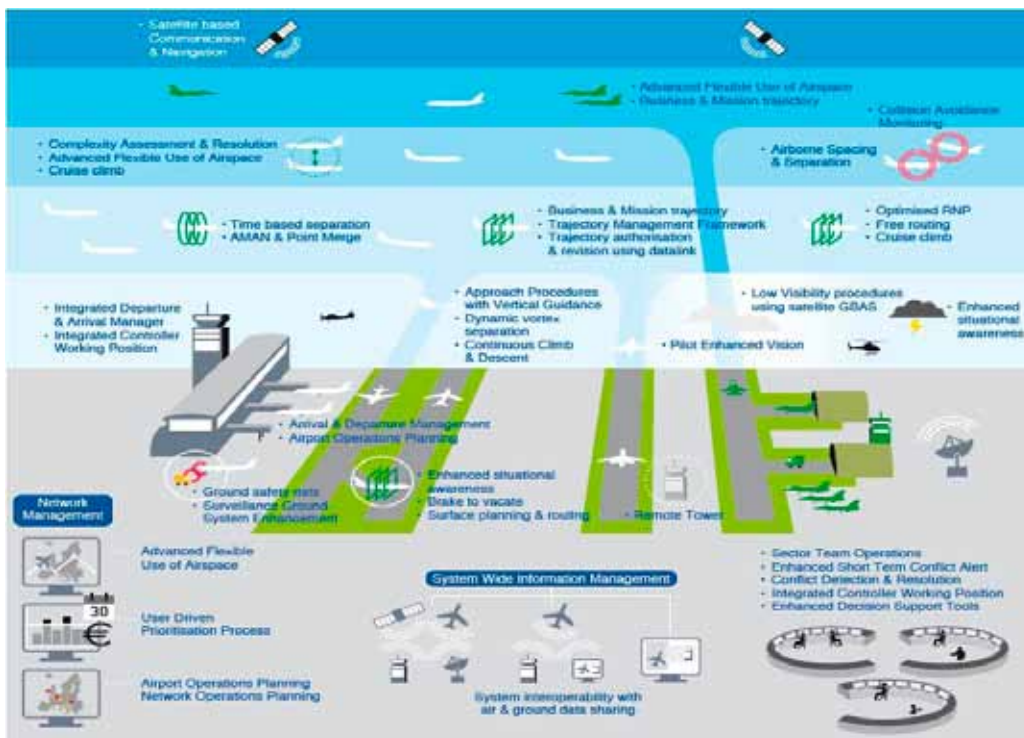 • Satellite based
Communication
& Navigation
• Advanced Flexible Use of Airspace
• Business & Mission trajectory
• Collision Avoidance
Monitoring
• Complexity Assessment & Resolution
• Advanced Flexible Use of Airspace
• Cruise climb
• Airborne Spacing
& Separation
• Time based separation
• AMAN & Point Merge
• Business & Mission trajectory
• Trajectory Management Framework
• Trajectory authorisation
& revision using datalink
• Optimised RNP
• Free routing
• Cruise climb
• Integrated Departure
& Arrival Manager
• Integrated Controller
Working Position
• Approach Procedures
with Vertical Guidance
• Dynamic vortex
separation
• Continuous Climb
& Descent
• Low Visibility procedures
using satellite GBAS
• Pilot Enhanced Vision
• Enhanced
situational
awareness
• Arrival & Departure Management
• Airport Operations Planning
• Ground safety nets
• Surveillance Ground
System Enhancement
• Enhanced situational
awareness
• Brake to vacate
• Surface planning & routing
• Remote Tower
Network
Management
Advanced Flexible
Use of Airspace
30
€
User Driven
Prioritisation Process
Airport Operations Planning
Network Operations Planning
System Wide Information Management
System interoperability with
air & ground data sharing
• Sector Team Operations
• Enhanced Short Term Conflict Alert
• Conflict Detection & Resolution
• Integrated Controller Working Position
• Enhanced Decision Support Tools